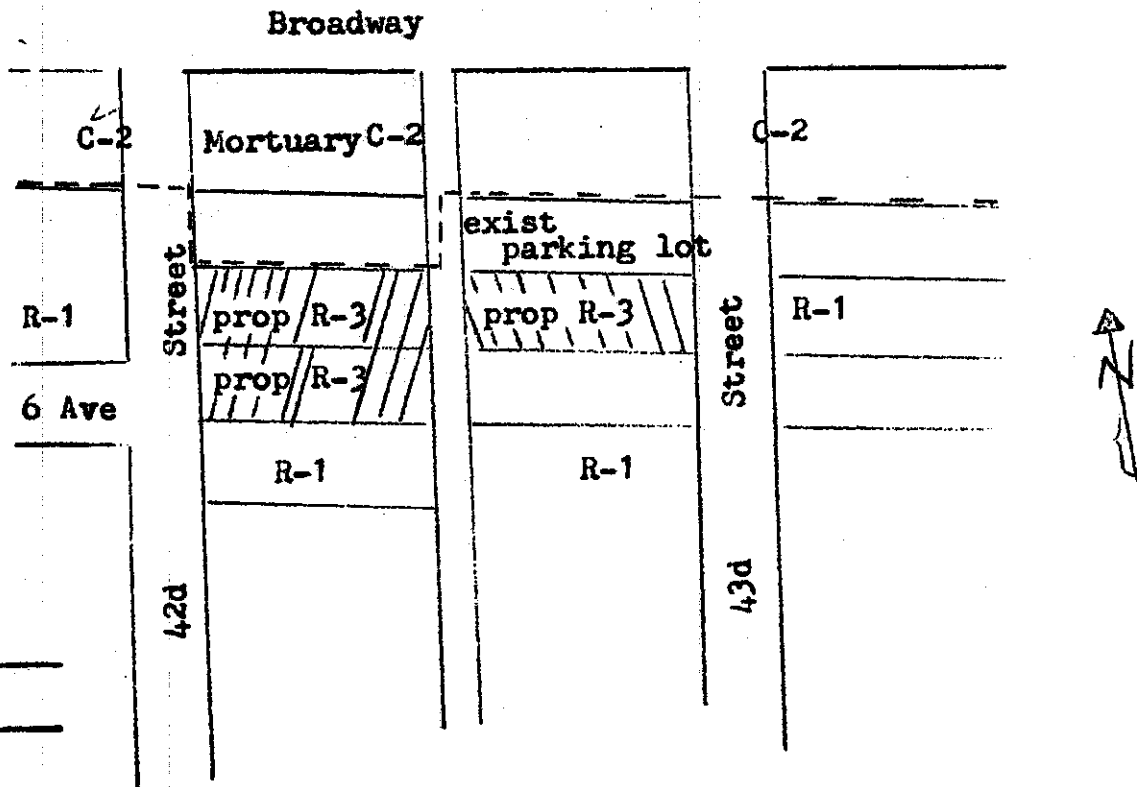 Broadway
C-2
Mortuary C-2
C-2
exist
parking lot
R-1
Street
prop R-3
prop R-3
Street
R-1
prop R-3
6 Ave
R-1
R-1
42d
43d
N